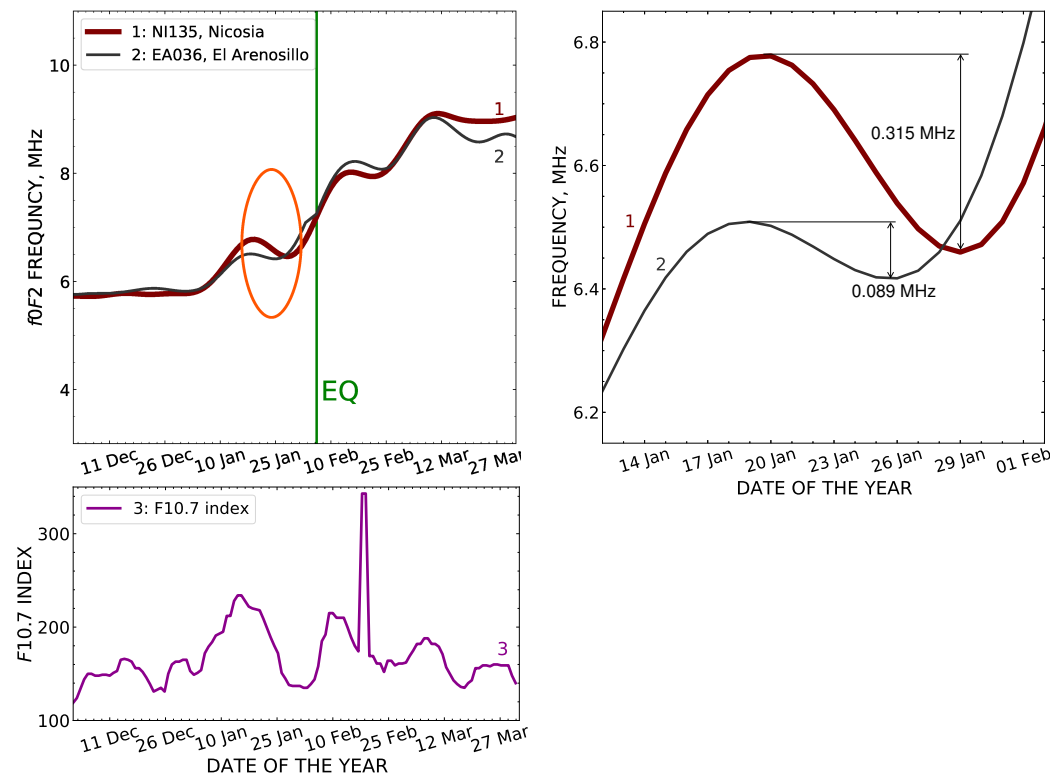 1: NI135, Nicosia
2: EA036, El Arenosillo
10
8
6
4
f0F2 FREQUNCY, MHz
1
2
EQ
11 Dec
26 Dec
10 Jan
25 Jan
10 Feb
25 Feb
12 Mar
27 Mar
6.8
6.6
6.4
6.2
FREQUENCY, MHz
0.315 MHz
1
2
0.089 MHz
14 Jan
17 Jan
20 Jan
23 Jan
26 Jan
29 Jan
01 Feb
DATE OF THE YEAR
3: F10.7 index
300
200
100
F10.7 INDEX
3
11 Dec
26 Dec
10 Jan
25 Jan
10 Feb
25 Feb
12 Mar
27 Mar
DATE OF THE YEAR